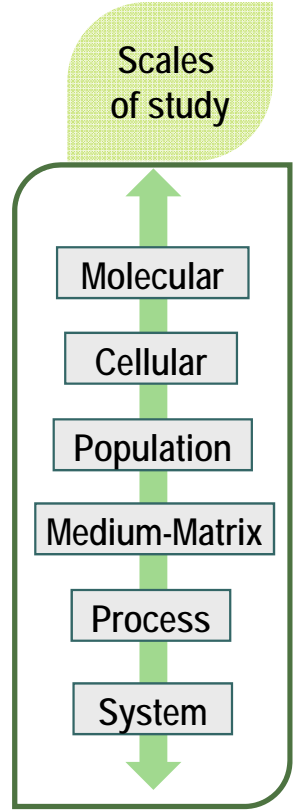 Scales
of study
Molecular
Cellular
Population
Medium-Matrix
Process
System